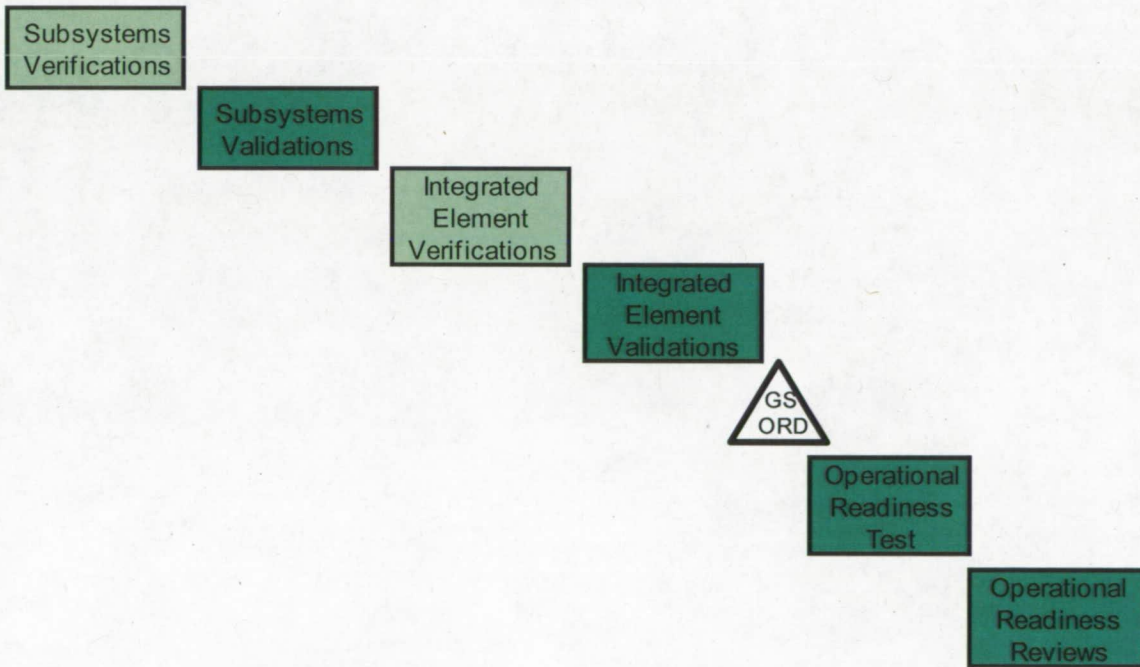 Subsystems
Verifications
Subsystems
Validations
Integrated
Element
Verifications
Integrated
Element
Validations
GS
ORD
Operational
Readiness
Test
Operational
Readiness
Reviews